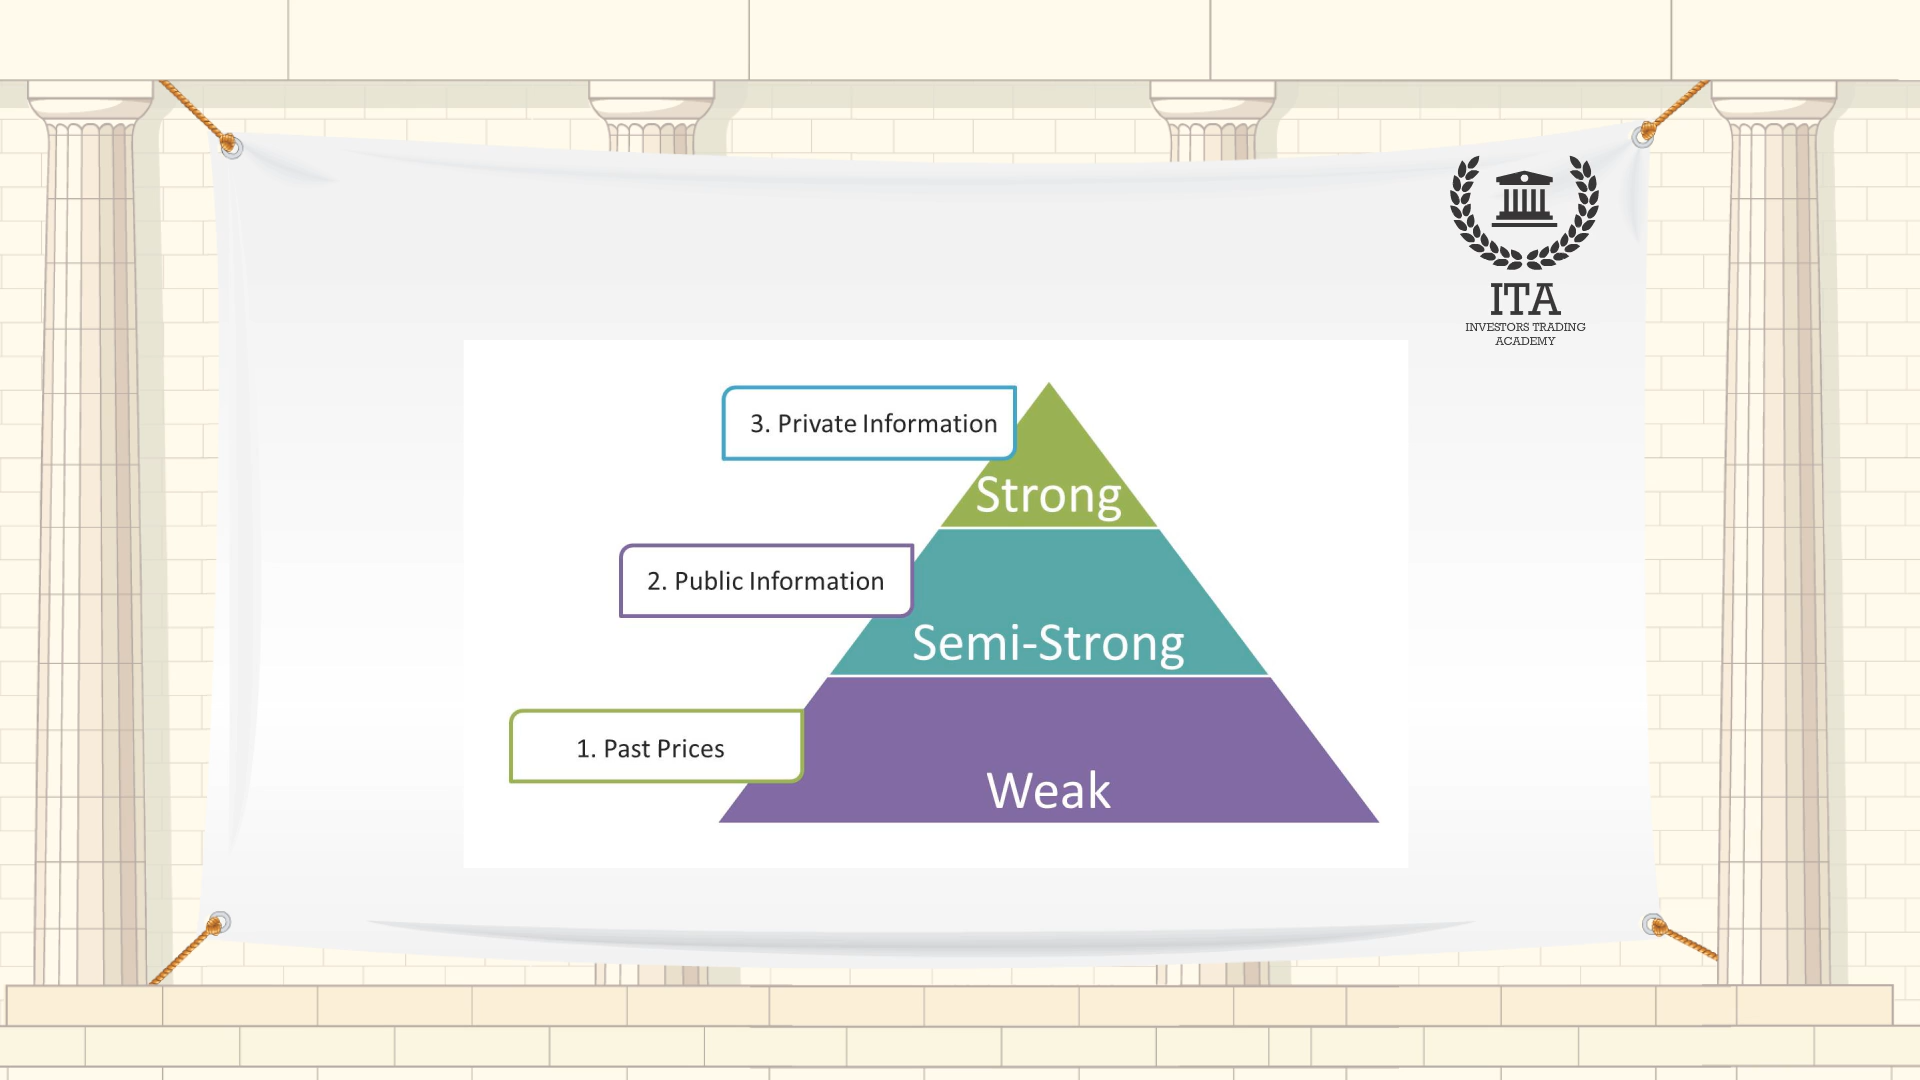 ITA
INVESTORS TRADING
ACADEMY
3. Private Information
Strong
2. Public Information
Semi-Strong
1. Past Prices
Weak